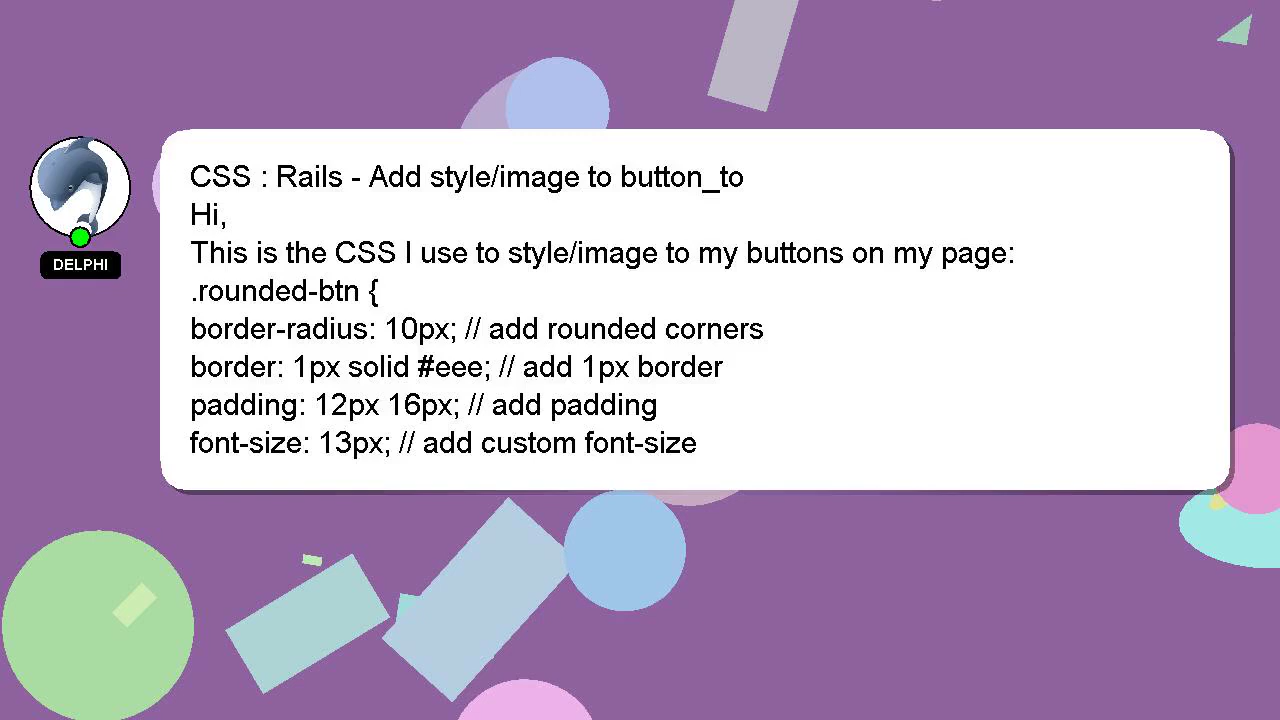 CSS : Rails - Add style/image to button_to
Hi,
This is the CSS I use to style/image to my buttons on my page:
.rounded-btn {
border-radius: 10px; // add rounded corners
border: 1px solid #eee; // add 1px border
padding: 12px 16px; // add padding
font-size: 13px; // add custom font-size
DELPHI